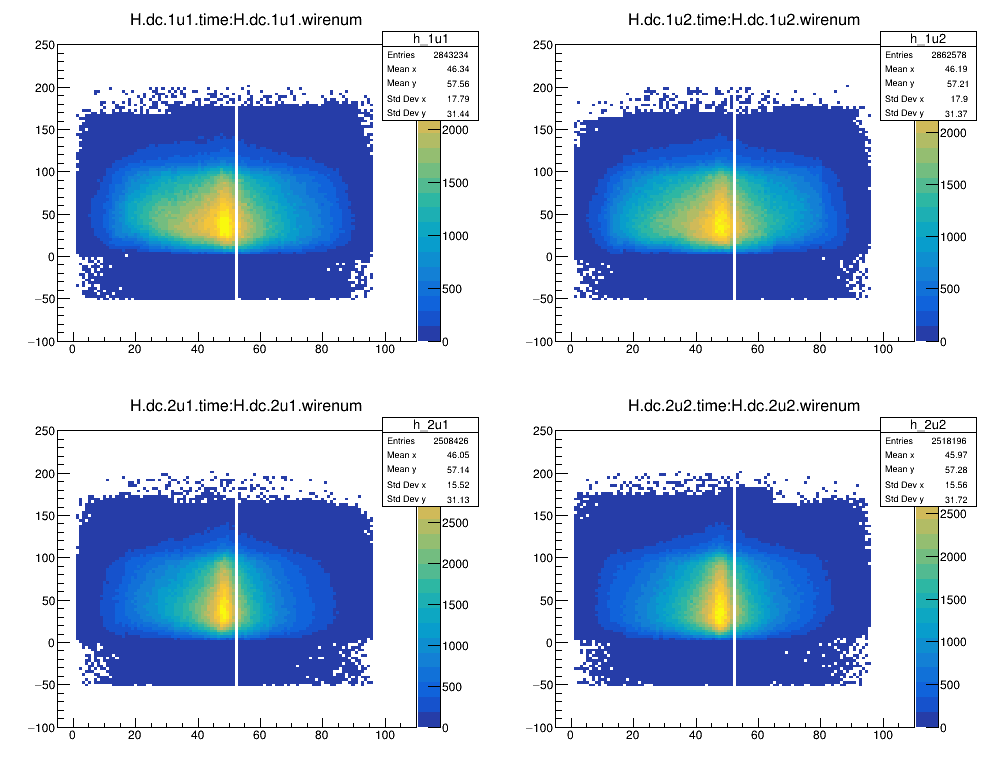 H.dc.1u1.time:H.dc.1u1.wirenum
h_1u1
Entries 2843234
Mean x 46.34
Mean y 57.56
Std Dev x 17.79
Std Dev y 31.44
250
200
150
100
50
0
−50
−100
0 20 40 60 80 100
2000
1500
1000
500
0
H.dc.1u2.time:H.dc.1u2.wirenum
h_1u2
Entries 2862578
Mean x 46.19
Mean y 57.21
Std Dev x 17.9
Std Dev y 31.37
250
200
150
100
50
0
−50
−100
0 20 40 60 80 100
2000
1500
1000
500
0
H.dc.2u1.time:H.dc.2u1.wirenum
h_2u1
Entries 2508426
Mean x 46.05
Mean y 57.14
Std Dev x 15.52
Std Dev y 31.13
250
200
150
100
50
0
−50
−100
0 20 40 60 80 100
2500
2000
1500
1000
500
0
H.dc.2u2.time:H.dc.2u2.wirenum
h_2u2
Entries 2518196
Mean x 45.97
Mean y 57.28
Std Dev x 15.56
Std Dev y 31.72
250
200
150
100
50
0
−50
−100
0 20 40 60 80 100
2500
2000
1500
1000
500
0